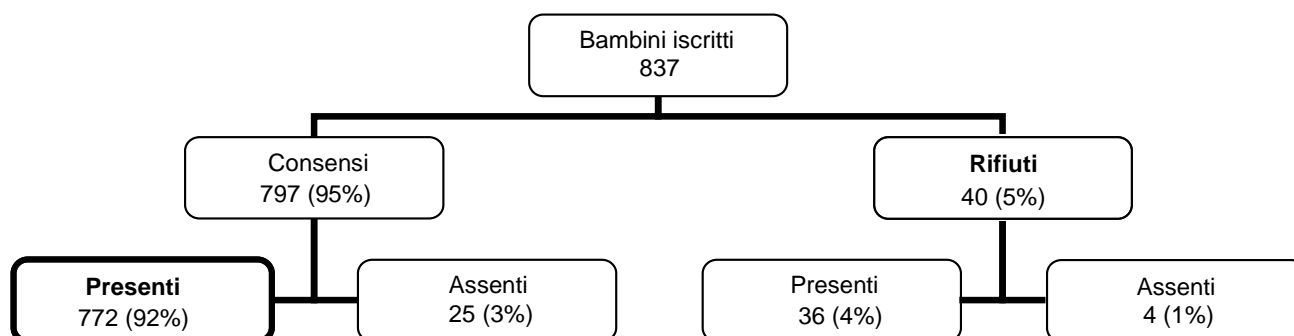 Bambini iscritti
837
Consensi
797 (95%)
Rifiuti
40 (5%)
Presenti
772 (92%)
Assenti
25 (3%)
Presenti
36 (4%)
Assenti
4 (1%)